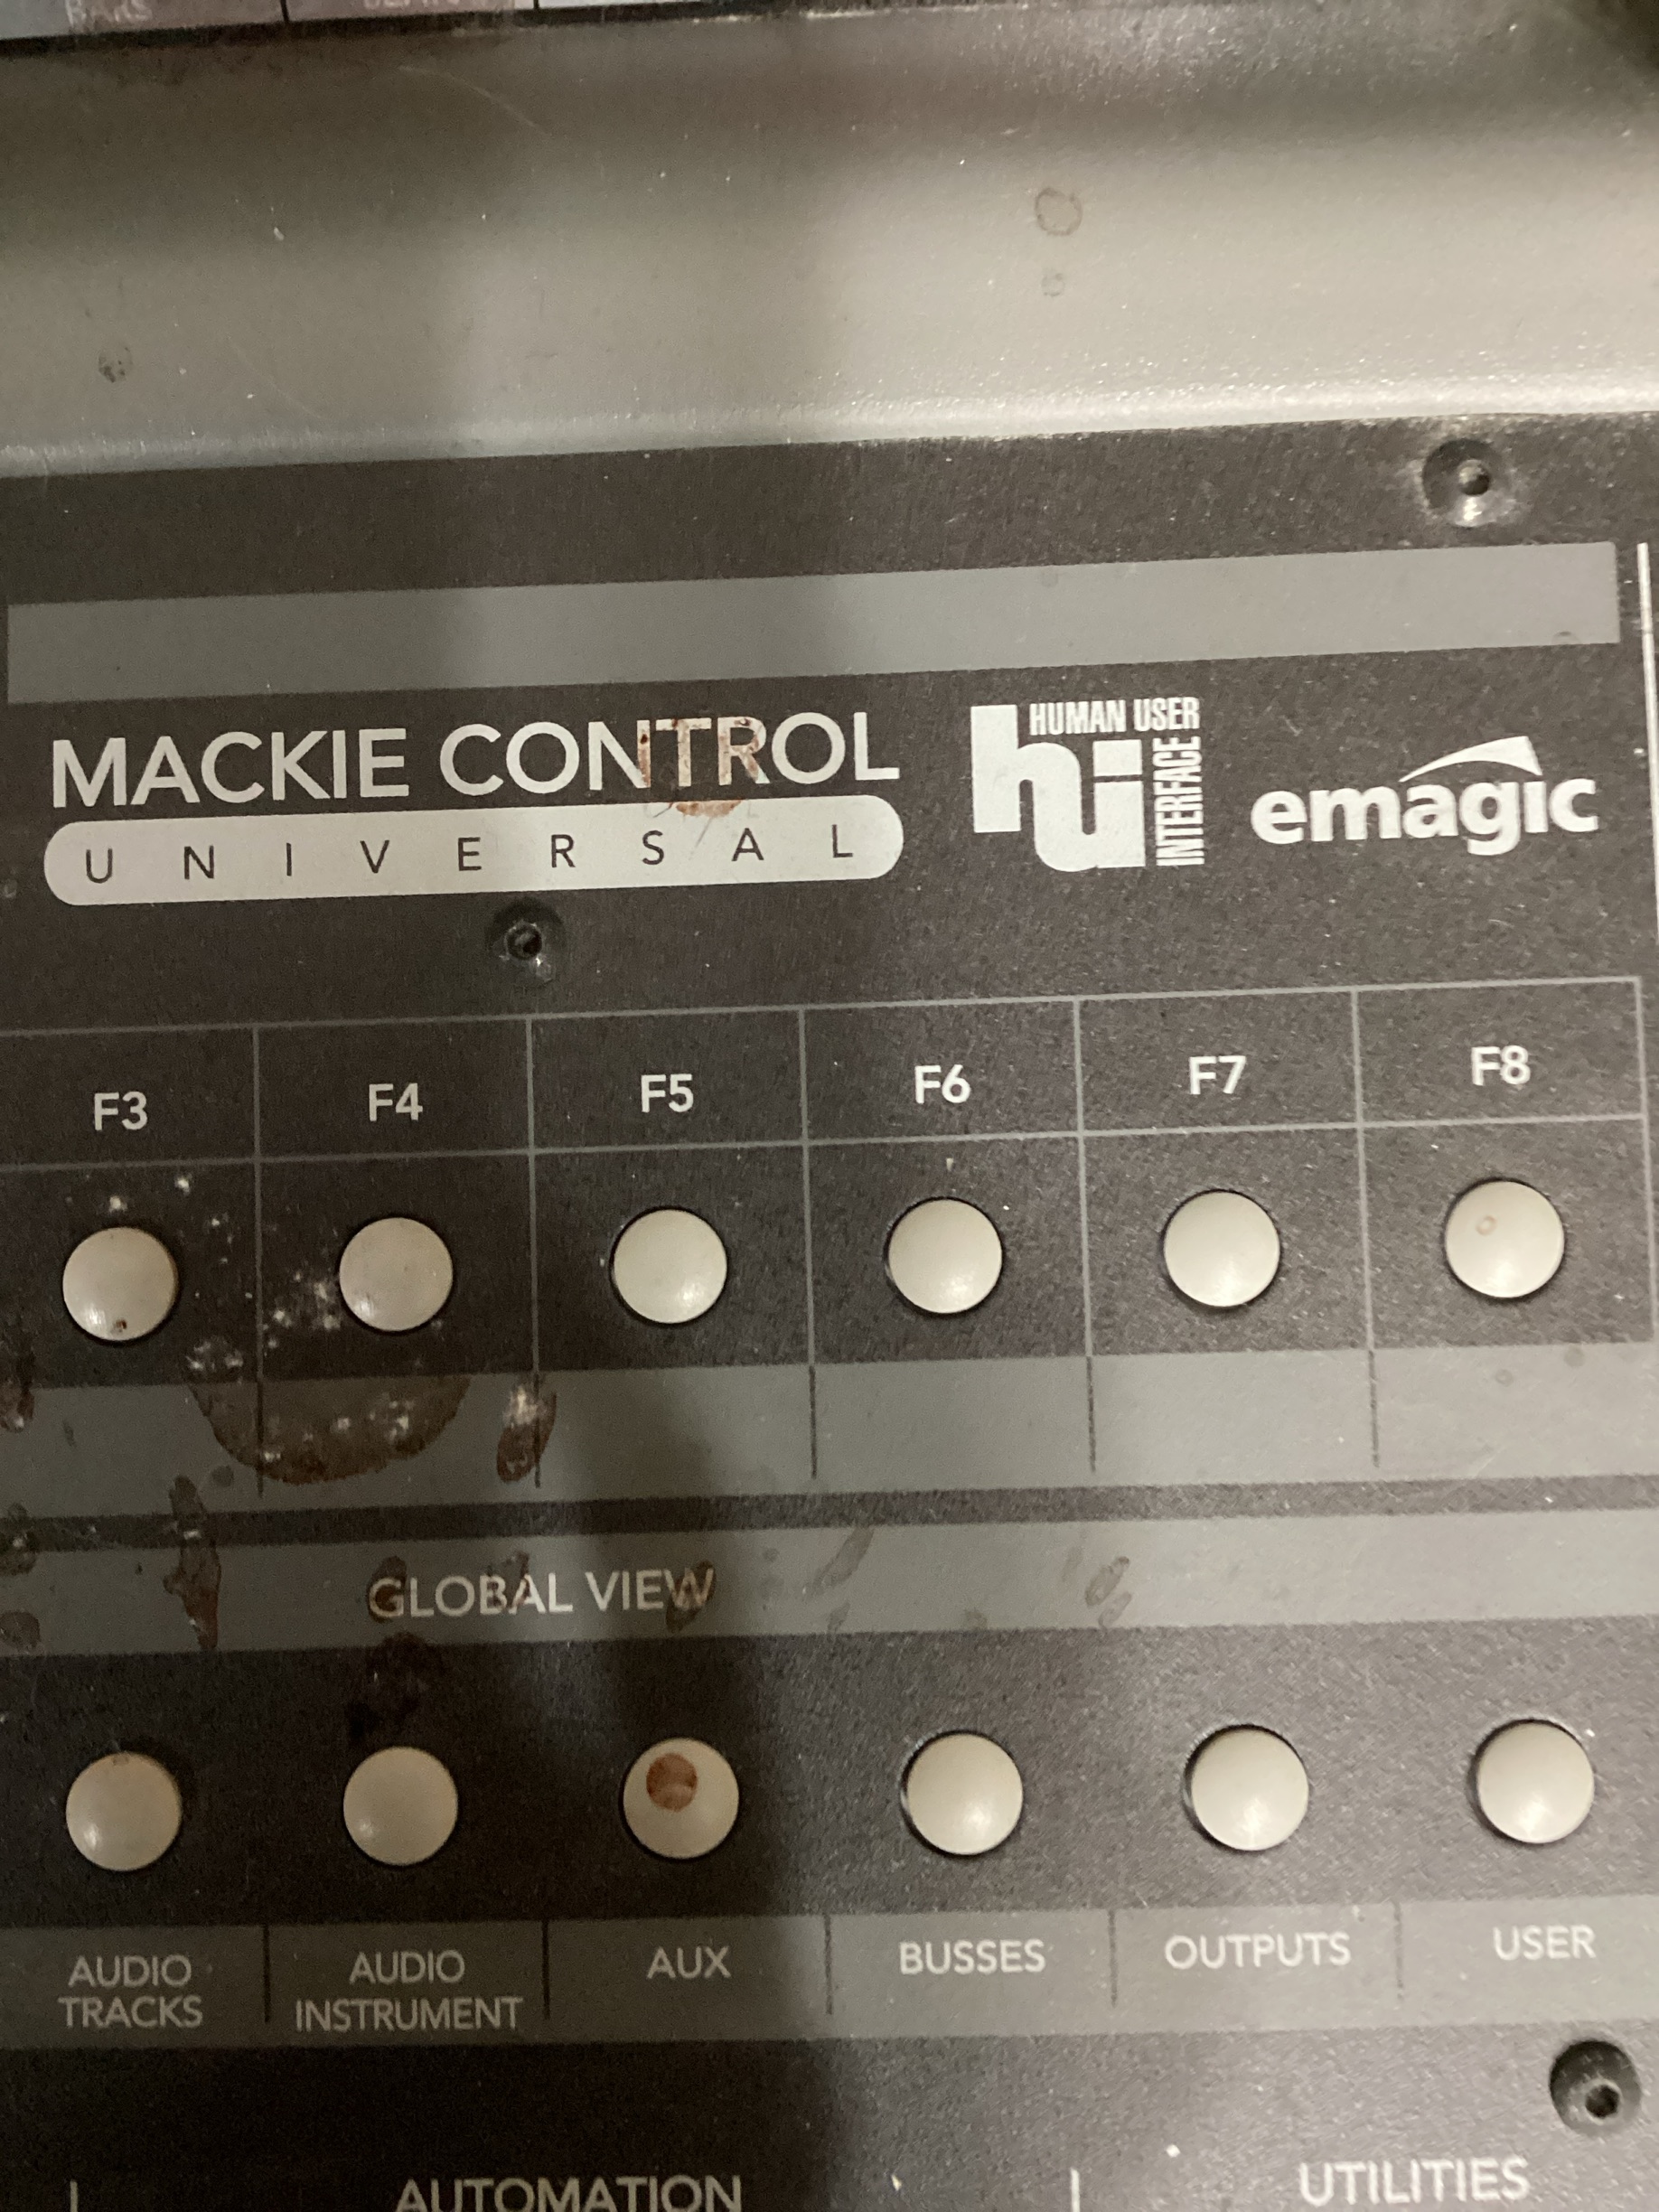 MACKIE CONTROL
UNIVERSAL
HUMAN USER
INTERFACE
hui
emagic
F3 F4 F5 F6 F7 F8
GLOBAL VIEW
AUDIO TRACKS
AUDIO INSTRUMENT
AUX
BUSSES
OUTPUTS
USER
AUTOMATION
UTILITIES